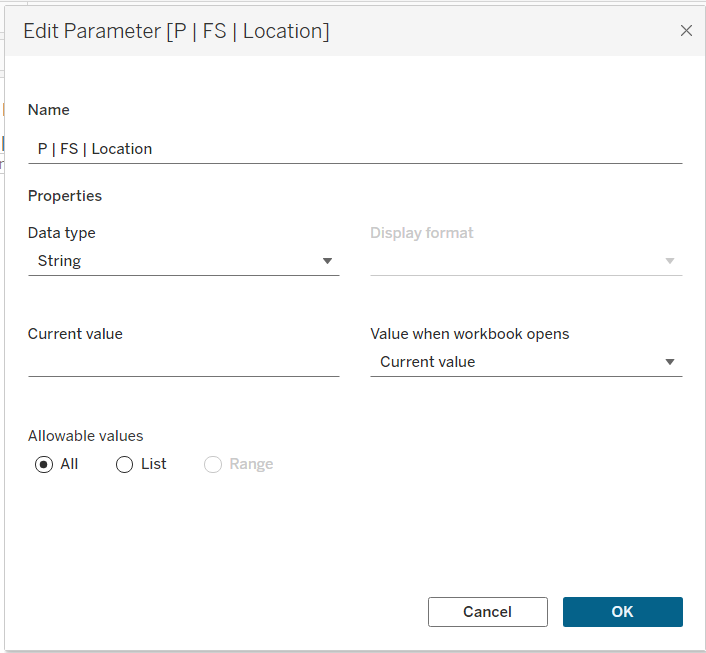 Edit Parameter [P | FS | Location]
Name
P | FS | Location
Properties
Data type
Display format
String
Current value
Value when workbook opens
Current value
Allowable values
All List Range
Cancel OK